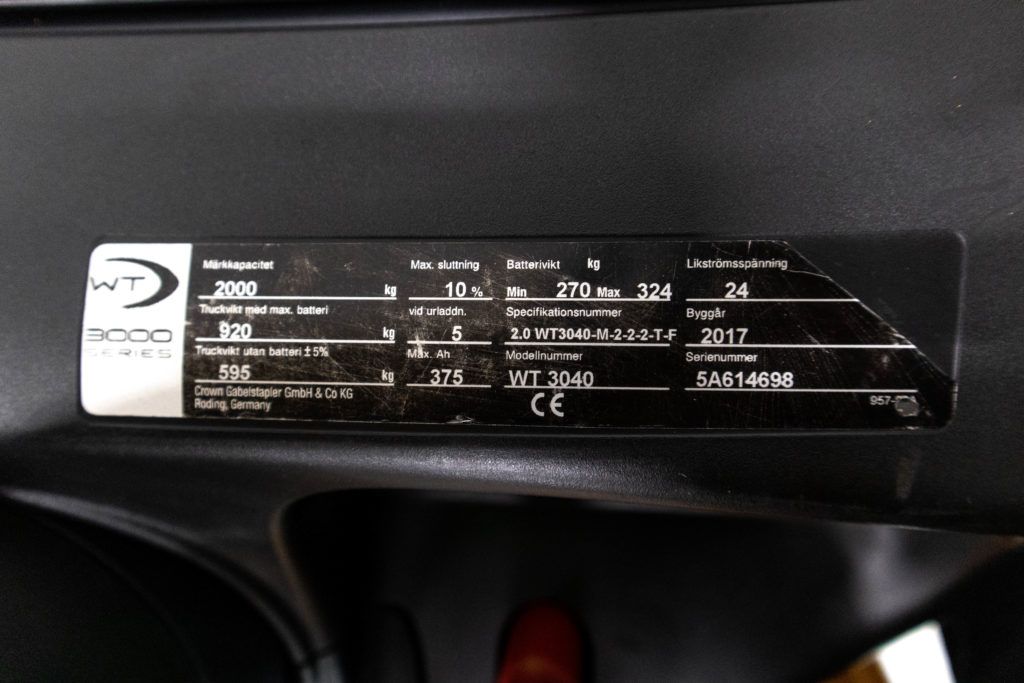 WT
3000
SERIES
Märkkapacitet
2000 kg
Truckvikt med max. batteri
920 kg
Truckvikt utan batteri ±5%
595 kg
Crown Gabelstapler GmbH & Co KG
Roding, Germany
Max. sluttning
10 %
vid urladdn.
5
Max. Ah
375
Batterivikt kg
Min 270 Max 324
Specifikationsnummer
2.0 WT3040-M-2-2-2-T-F
Modellnummer
WT 3040
CE
Likströmsspänning
24
Byggår
2017
Serienummer
5A614698